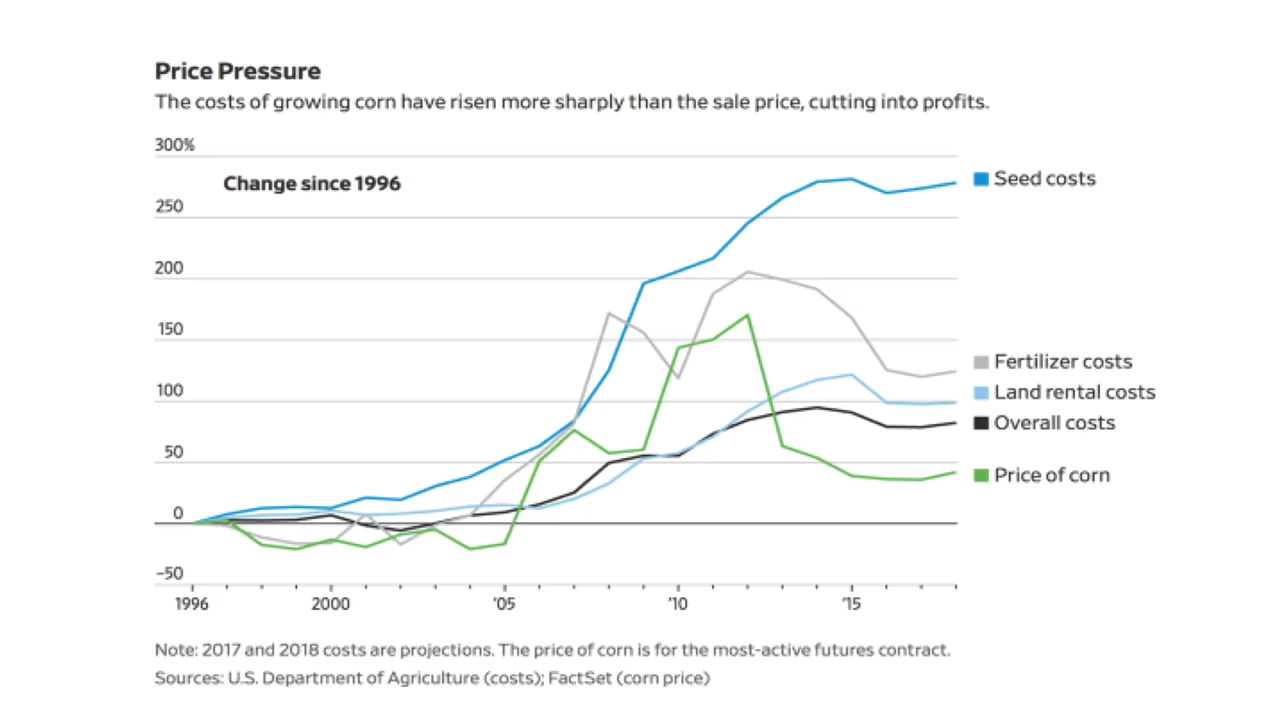 Price Pressure
The costs of growing corn have risen more sharply than the sale price, cutting into profits.
300%
Change since 1996
Seed costs
250
200
150
Fertilizer costs
100
Land rental costs
Overall costs
50
Price of corn
0
−50
1996 2000 '05 '10 '15
Note: 2017 and 2018 costs are projections. The price of corn is for the most-active futures contract.
Sources: U.S. Department of Agriculture (costs); FactSet (corn price)